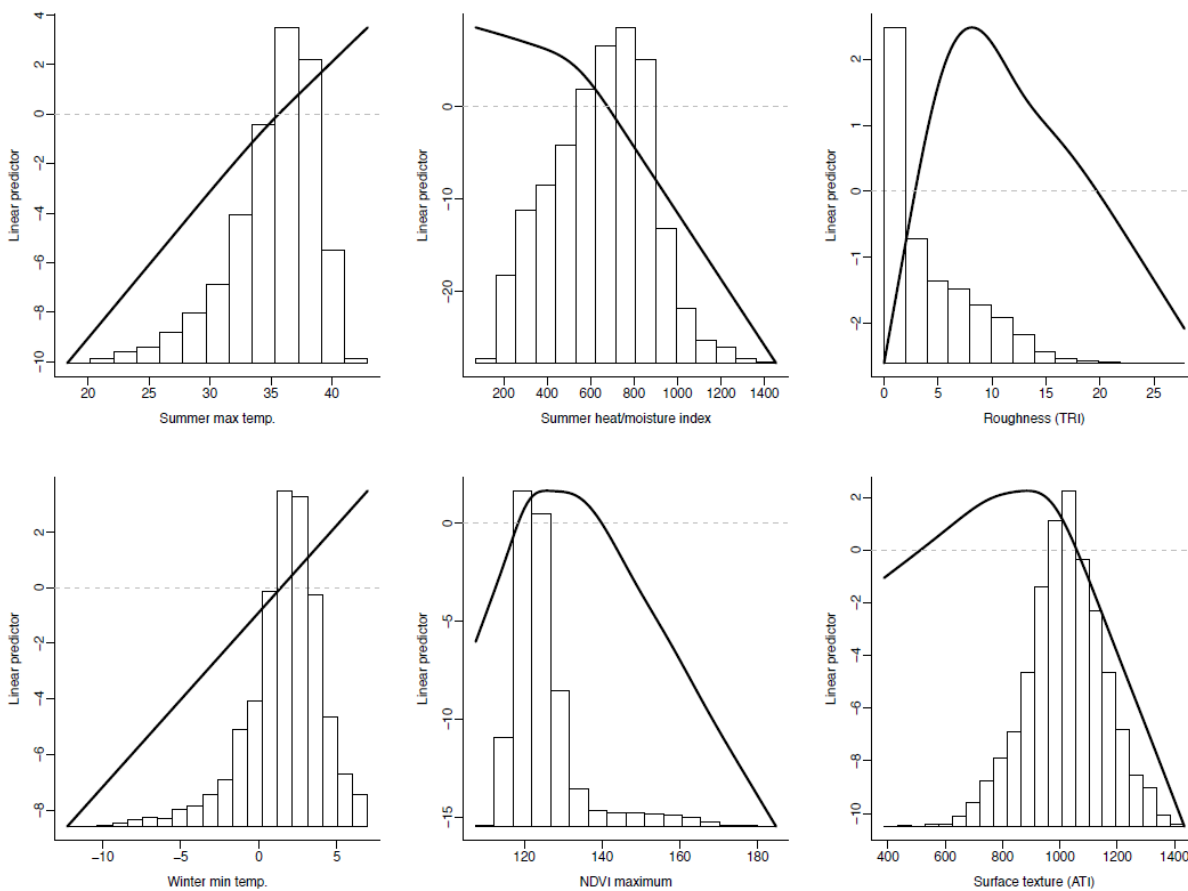 4
2
0
−2
−4
−6
−8
−10
Linear predictor
20 25 30 35 40
Summer max temp.
0
−10
−20
Linear predictor
200 400 600 800 1000 1400
Summer heat/moisture index
2
1
0
−1
−2
Linear predictor
0 5 10 15 20 25
Roughness (TRI)
2
0
−2
−4
−6
−8
Linear predictor
−10 −5 0 5
Winter min temp.
0
−5
−10
−15
Linear predictor
120 140 160 180
NDVI maximum
2
0
−2
−4
−6
−8
−10
Linear predictor
400 600 800 1000 1400
Surface texture (ATI)